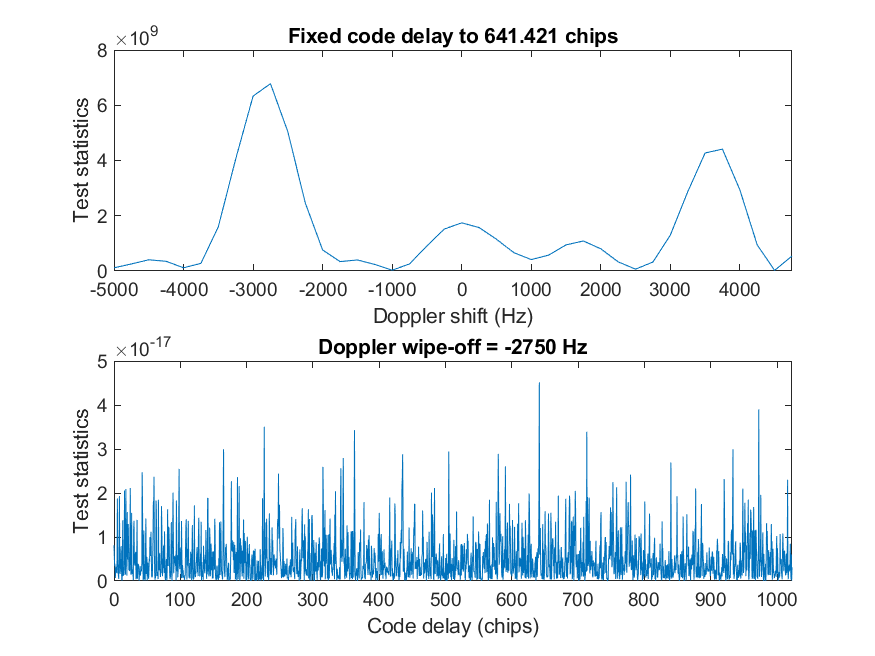 ×10⁹
Fixed code delay to 641.421 chips
8
6
4
2
0
Test statistics
-5000 -4000 -3000 -2000 -1000 0 1000 2000 3000 4000
Doppler shift (Hz)
×10⁻¹⁷
Doppler wipe-off = -2750 Hz
5
4
3
2
1
0
Test statistics
0 100 200 300 400 500 600 700 800 900 1000
Code delay (chips)